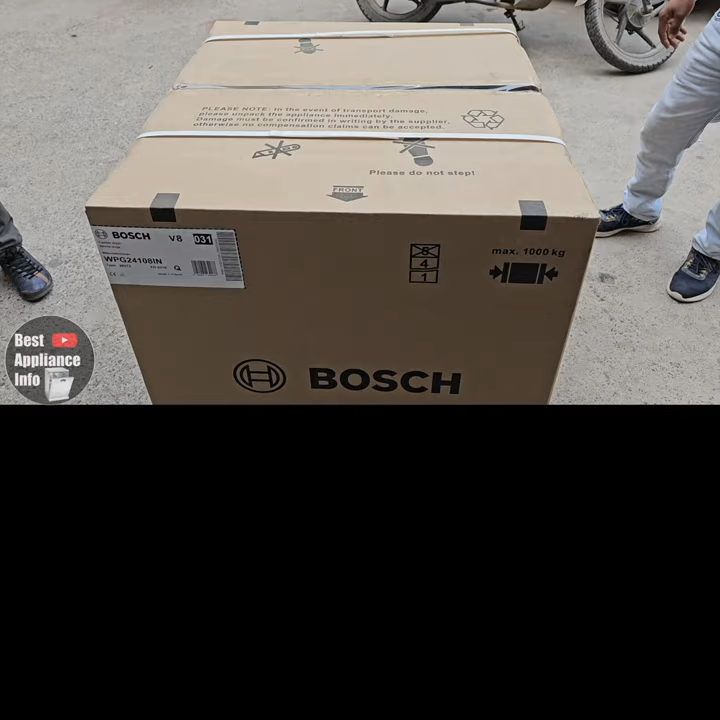 PLEASE NOTE: In the event of transport damage,
please unpack the appliance immediately.
Damage must be confirmed in writing by the supplier,
otherwise no compensation claims can be accepted.
Please do not step!
FRONT
BOSCH V8 031
WPG24108IN
5
4
1
max. 1000 kg
BOSCH
Best
Appliance
Info